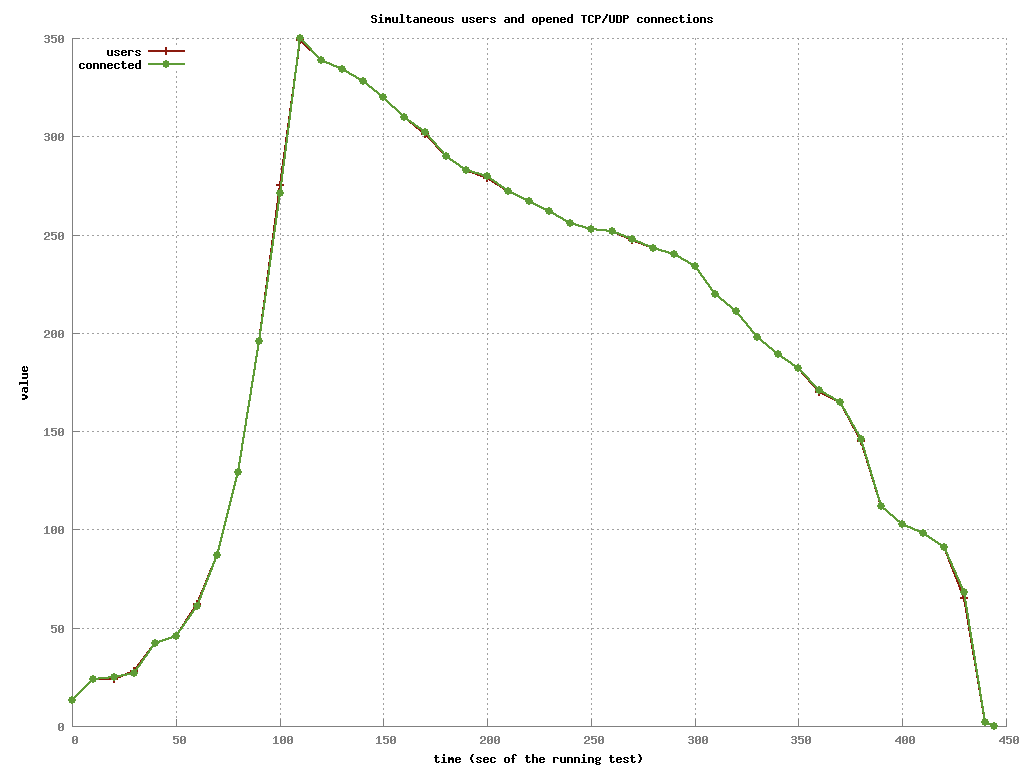 Simultaneous users and opened TCP/UDP connections
350
users
connected
300
250
200
value
150
100
50
0
0 50 100 150 200 250 300 350 400 450
time (sec of the running test)